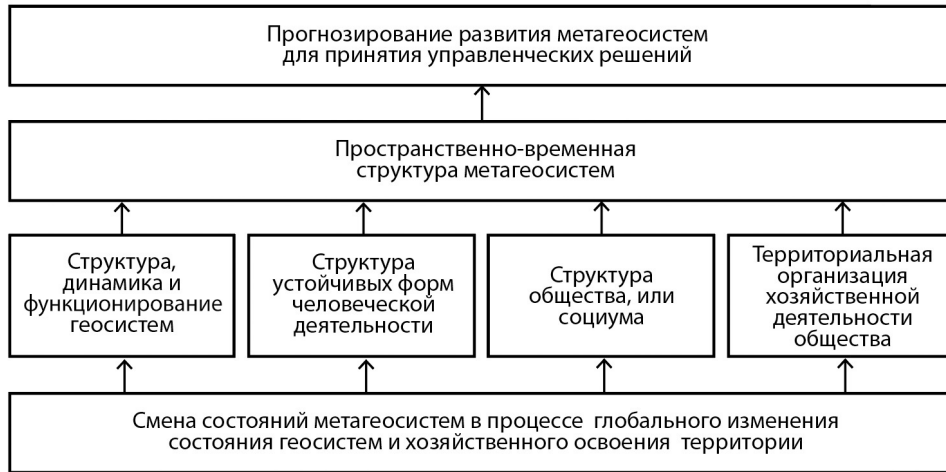 Прогнозирование развития метагеосистем
для принятия управленческих решений
Пространственно-временная
структура метагеосистем
Структура,
динамика и
функционирование
геосистем
Структура
устойчивых форм
человеческой
деятельности
Структура
общества, или
социума
Территориальная
организация
хозяйственной
деятельности
общества
Смена состояний метагеосистем в процессе глобального изменения
состояния геосистем и хозяйственного освоения территории